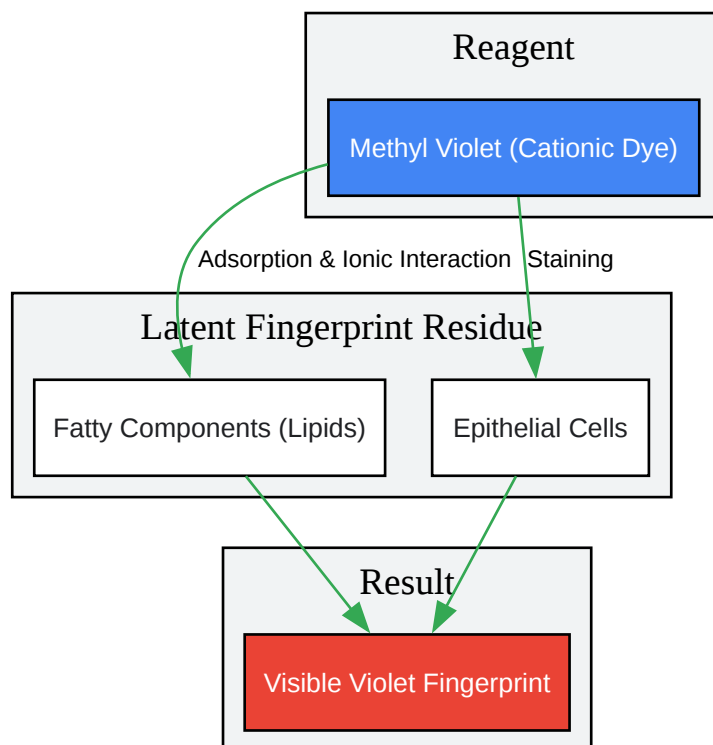 Reagent
Methyl Violet (Cationic Dye)
Adsorption & Ionic Interaction
Staining
Latent Fingerprint Residue
Fatty Components (Lipids)
Epithelial Cells
Result
Visible Violet Fingerprint